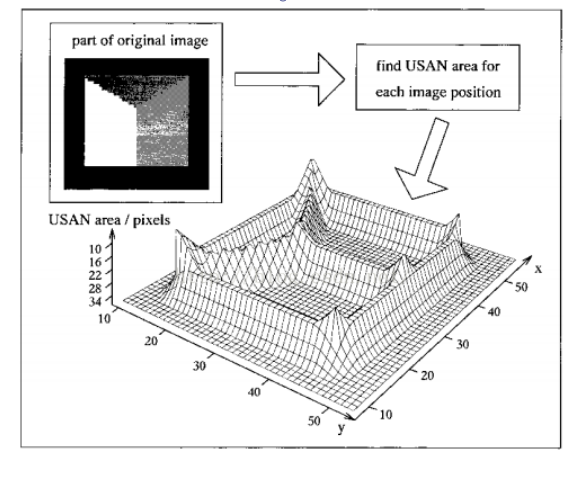 part of original image
find USAN area for
each image position
USAN area / pixels
10
16
22
28
34
10
20
30
40
50
y
10
20
30
40
50
x